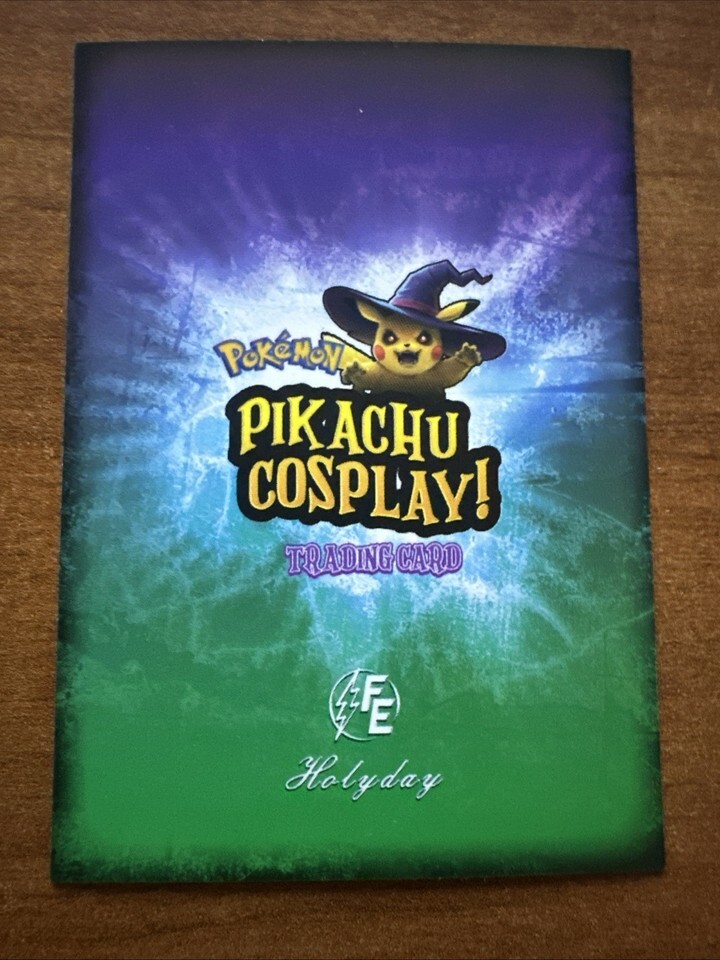 POKéMON
PIKACHU
COSPLAY!
TRADING CARD
FE
Holyday